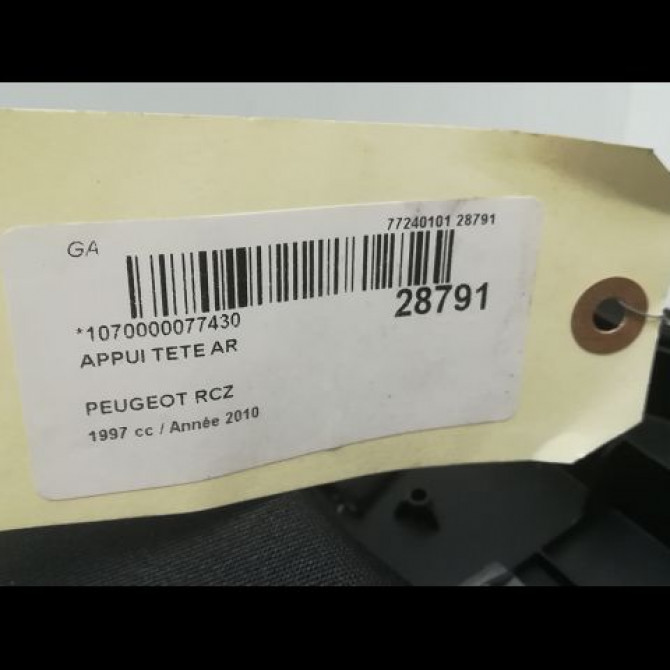 GA
77240101 28791
28791
*1070000077430
APPUI TETE AR
PEUGEOT RCZ
1997 cc / Année 2010